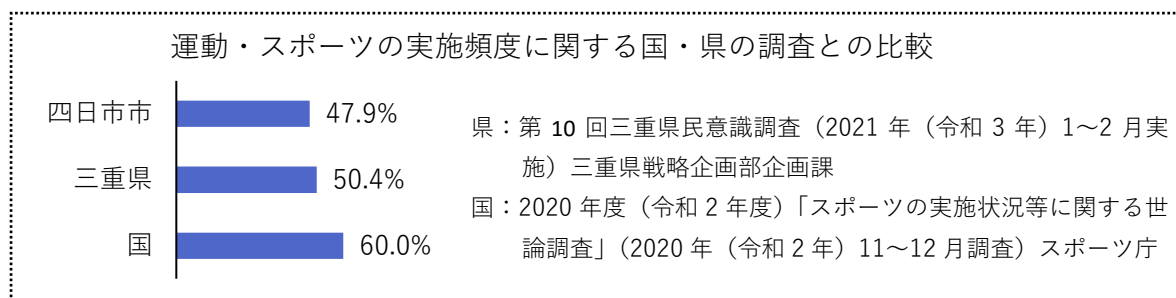 運動・スポーツの実施頻度に関する国・県の調査との比較
四日市市 47.9%
三重県 50.4%
国 60.0%
県：第 10 回三重県民意識調査（2021 年（令和 3 年）1～2 月実
施）三重県戦略企画部企画課
国：2020 年度（令和 2 年度）「スポーツの実施状況等に関する世
論調査」（2020 年（令和 2 年）11～12 月調査）スポーツ庁